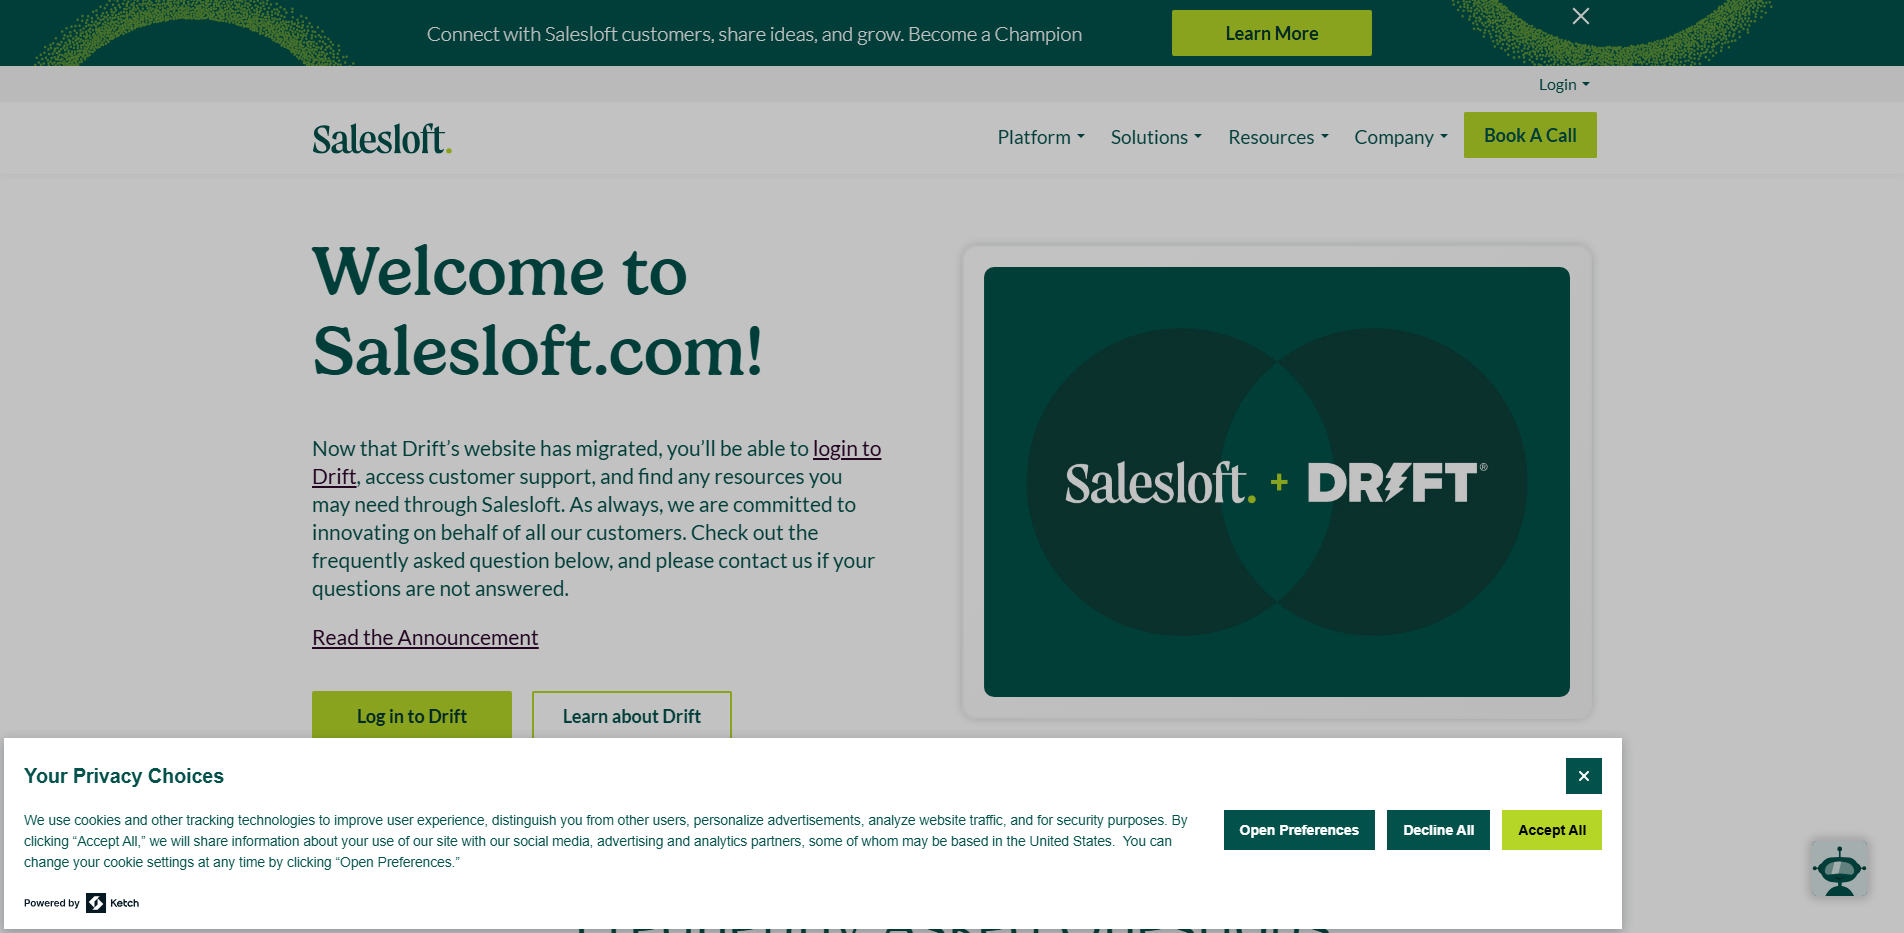 Connect with Salesloft customers, share ideas, and grow. Become a Champion
Learn More
Login
Salesloft.
Platform
Solutions
Resources
Company
Book A Call
Welcome to
Salesloft.com!
Now that Drift’s website has migrated, you’ll be able to login to
Drift, access customer support, and find any resources you
may need through Salesloft. As always, we are committed to
innovating on behalf of all our customers. Check out the
frequently asked question below, and please contact us if your
questions are not answered.
Read the Announcement
Log in to Drift
Learn about Drift
Salesloft. + DRIFT®
Your Privacy Choices
We use cookies and other tracking technologies to improve user experience, distinguish you from other users, personalize advertisements, analyze website traffic, and for security purposes. By
clicking “Accept All,” we will share information about your use of our site with our social media, advertising and analytics partners, some of whom may be based in the United States.  You can
change your cookie settings at any time by clicking “Open Preferences.”
Open Preferences
Decline All
Accept All
Powered by Ketch
Frequently Asked Questions